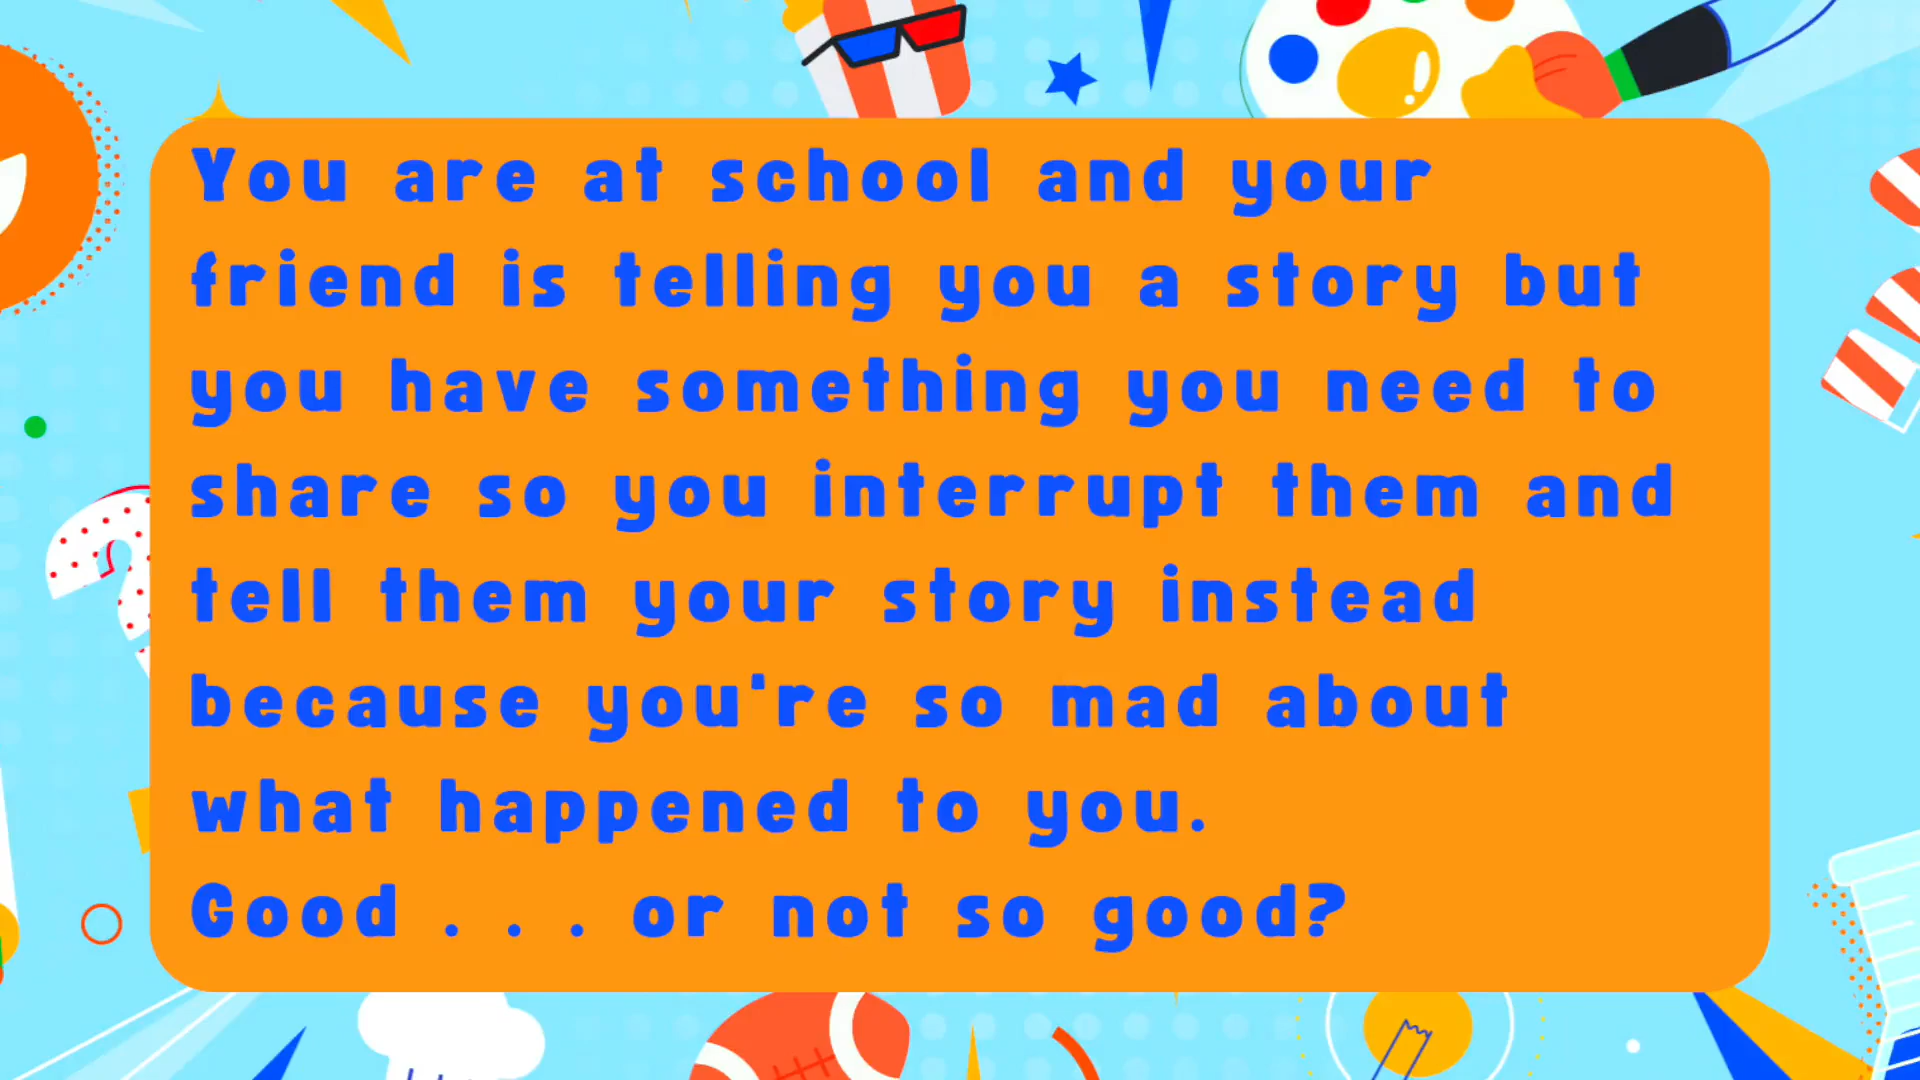 You are at school and your
friend is telling you a story but
you have something you need to
share so you interrupt them and
tell them your story instead
because you're so mad about
what happened to you.
Good . . . or not so good?